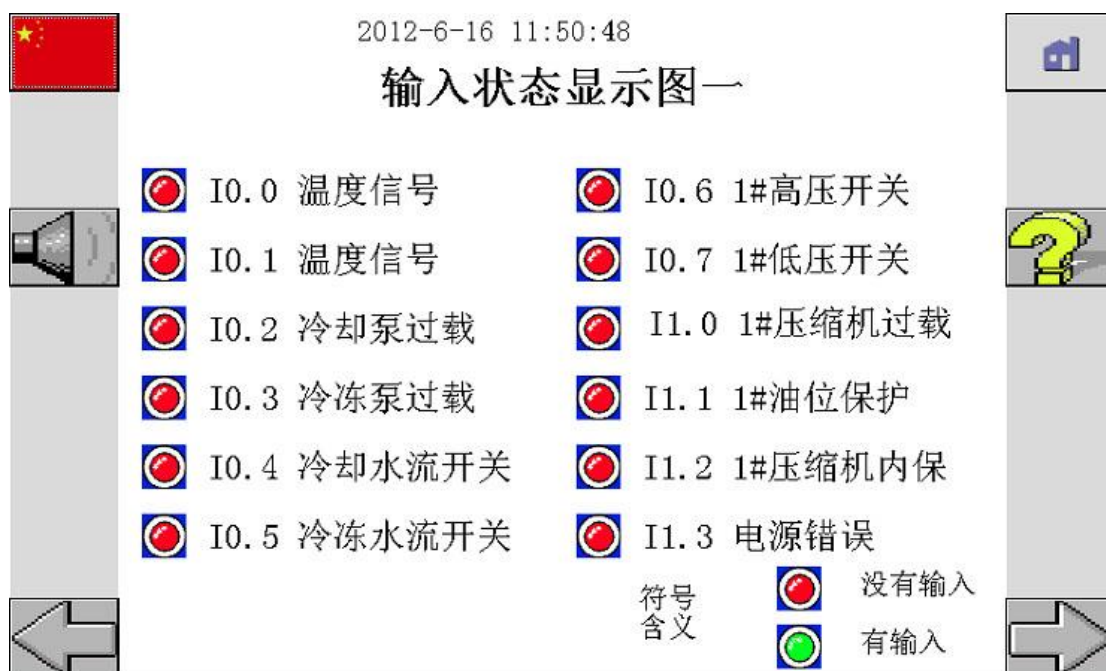 2012-6-16 11:50:48
输入状态显示图一
I0.0 温度信号
I0.1 温度信号
I0.2 冷却泵过载
I0.3 冷冻泵过载
I0.4 冷却水流开关
I0.5 冷冻水流开关
I0.6 1#高压开关
I0.7 1#低压开关
I1.0 1#压缩机过载
I1.1 1#油位保护
I1.2 1#压缩机内保
I1.3 电源错误
符号
含义
没有输入
有输入